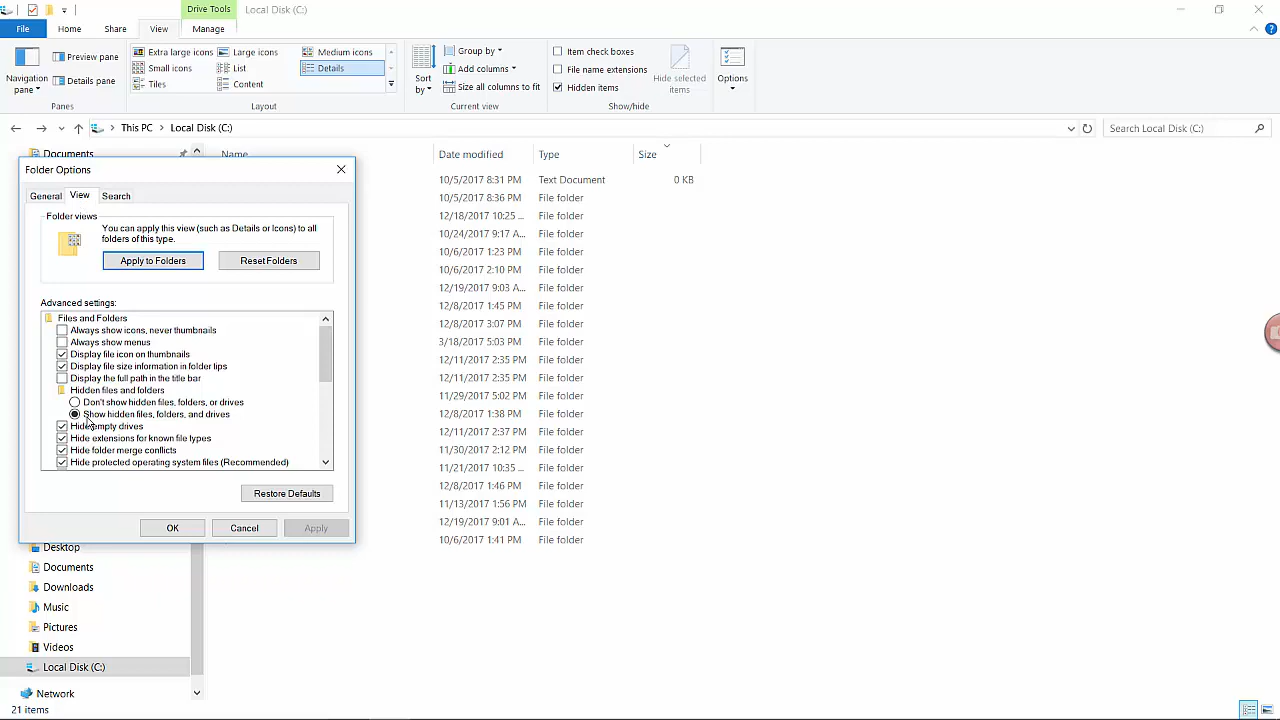 Drive Tools Local Disk (C:)
File Home Share View Manage
Extra large icons Large icons Medium icons
Small icons List Details
Tiles Content
Preview pane
Details pane
Navigation pane
Panes
Layout
Sort by
Group by
Add columns
Size all columns to fit
Current view
Item check boxes
File name extensions
Hidden items
Hide selected items
Show/hide
Options
This PC Local Disk (C:)
Search Local Disk (C:)
Documents
Name Date modified Type Size
10/5/2017 8:31 PM Text Document 0 KB
10/5/2017 8:36 PM File folder
12/18/2017 10:25 ... File folder
10/24/2017 9:17 A... File folder
10/6/2017 1:23 PM File folder
10/6/2017 2:10 PM File folder
12/19/2017 9:03 A... File folder
12/8/2017 1:45 PM File folder
12/8/2017 3:07 PM File folder
3/18/2017 5:03 PM File folder
12/11/2017 2:35 PM File folder
12/11/2017 2:35 PM File folder
11/29/2017 5:02 PM File folder
12/8/2017 1:38 PM File folder
12/11/2017 2:37 PM File folder
11/30/2017 2:12 PM File folder
11/21/2017 10:35 ... File folder
12/8/2017 1:46 PM File folder
11/13/2017 1:56 PM File folder
12/19/2017 9:01 A... File folder
10/6/2017 1:41 PM File folder
Folder Options
General View Search
Folder views
You can apply this view (such as Details or Icons) to all
folders of this type.
Apply to Folders Reset Folders
Advanced settings:
Files and Folders
Always show icons, never thumbnails
Always show menus
Display file icon on thumbnails
Display file size information in folder tips
Display the full path in the title bar
Hidden files and folders
Don't show hidden files, folders, or drives
Show hidden files, folders, and drives
Hide empty drives
Hide extensions for known file types
Hide folder merge conflicts
Hide protected operating system files (Recommended)
Restore Defaults
OK Cancel Apply
Desktop
Documents
Downloads
Music
Pictures
Videos
Local Disk (C:)
Network
21 items